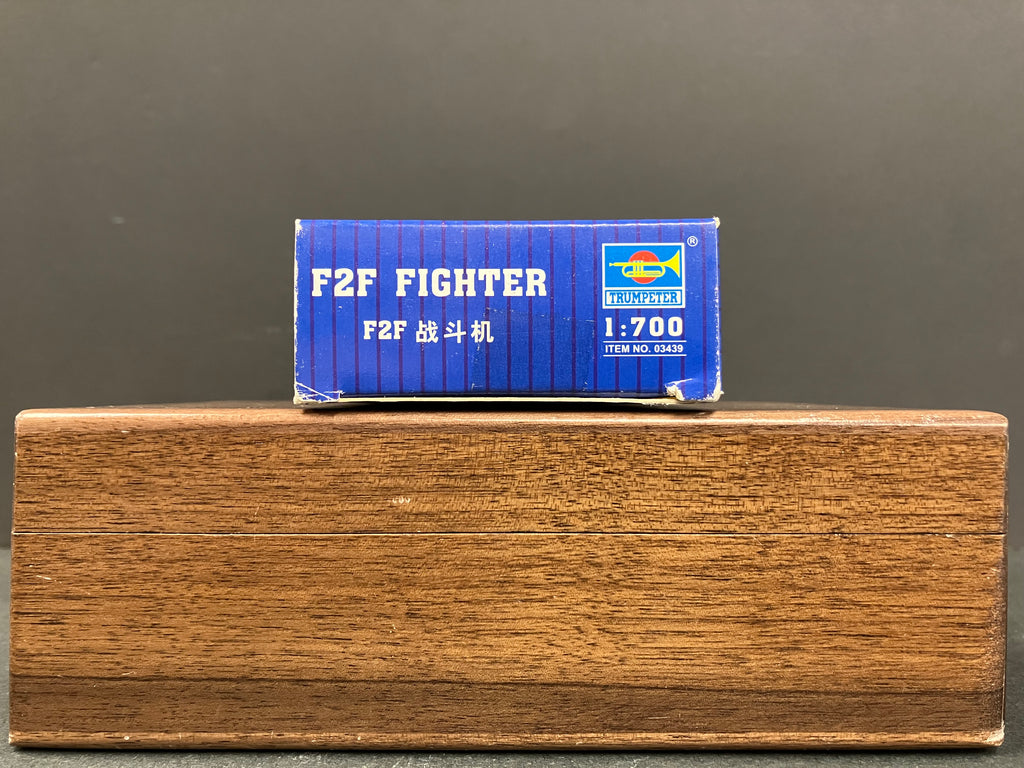 F2F FIGHTER
F2F 战斗机
®
TRUMPETER
1:700
ITEM NO. 03439